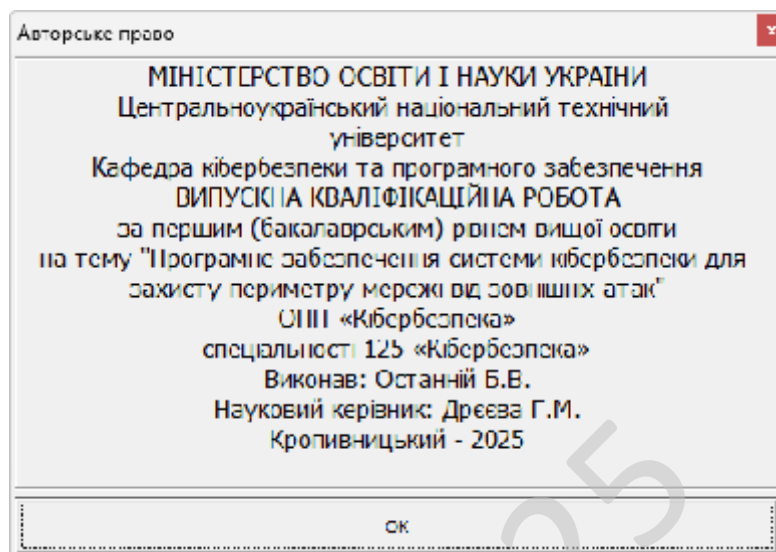 Авторське право
МІНІСТЕРСТВО ОСВІТИ І НАУКИ УКРАЇНИ
Центральноукраїнський національний технічний
університет
Кафедра кібербезпеки та програмного забезпечення
ВИПУСКНА КВАЛІФІКАЦІЙНА РОБОТА
за першим (бакалаврським) рівнем вищої освіти
на тему "Програмне забезпечення системи кібербезпеки для
захисту периметру мережі від зовнішніх атак"
ОПП «Кібербезпека»
спеціальності 125 «Кібербезпека»
Виконав: Останній Б.В.
Науковий керівник: Дрєєва Г.М.
Кропивницький - 2025
ОК
25